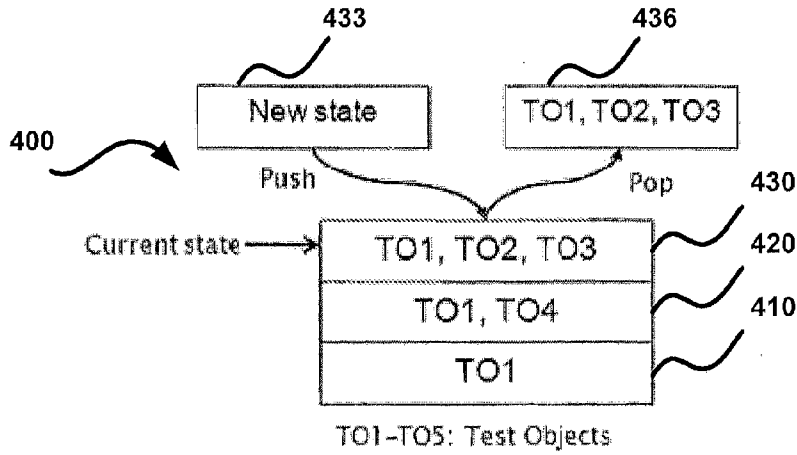 433
436
New state
TO1, TO2, TO3
400
Push
Pop
430
Current state
TO1, TO2, TO3
420
TO1, TO4
410
TO1
TO1-TO5: Test Objects